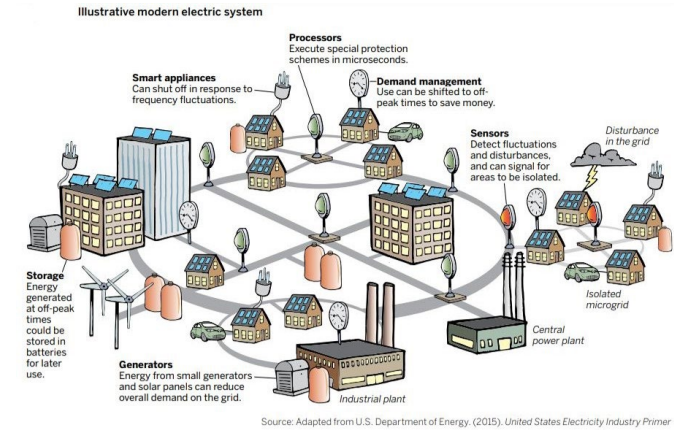 Illustrative modern electric system
Processors
Execute special protection
schemes in microseconds.
Smart appliances
Can shut off in response to
frequency fluctuations.
Demand management
Use can be shifted to off-
peak times to save money.
Sensors
Detect fluctuations
and disturbances,
and can signal for
areas to be isolated.
Disturbance
in the grid
Storage
Energy
generated
at off-peak
times
could be
stored in
batteries
for later
use.
Isolated
microgrid
Central
power plant
Generators
Energy from small generators
and solar panels can reduce
overall demand on the grid.
Industrial plant
Source: Adapted from U.S. Department of Energy. (2015). United States Electricity Industry Primer